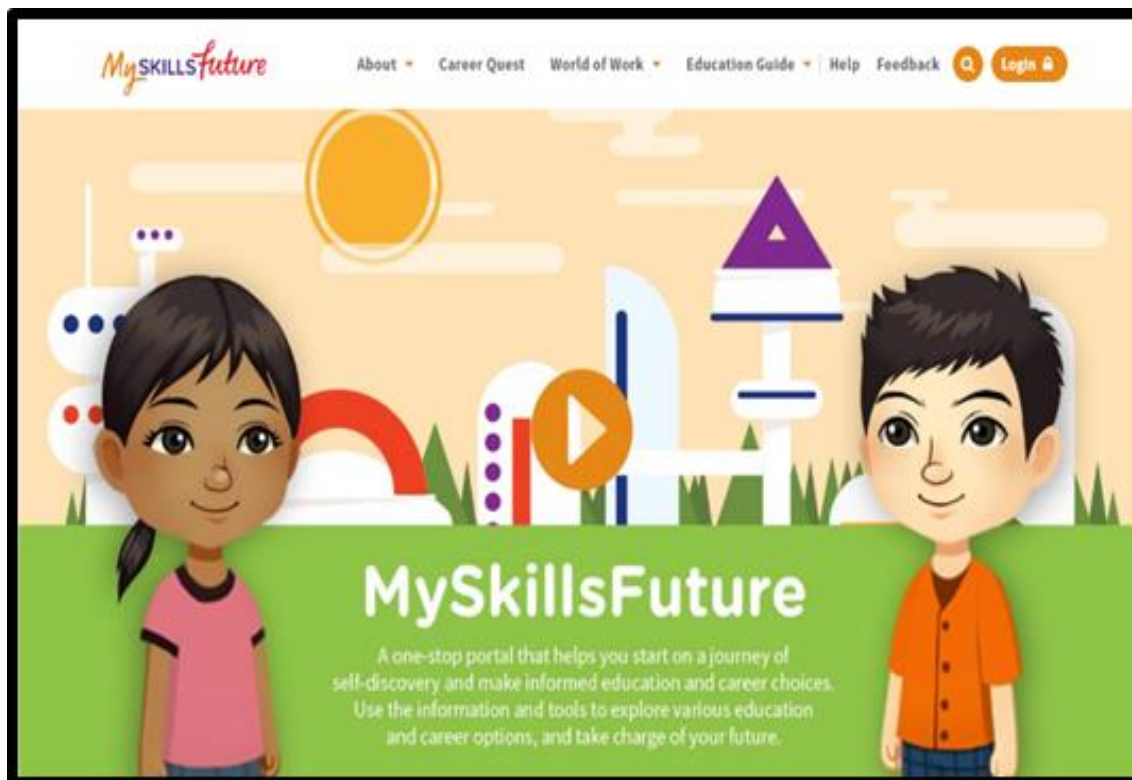 MySKILLSfuture About Career Quest World of Work Education Guide Help Feedback Login
MySkillsFuture
A one-stop portal that helps you start on a journey of
self-discovery and make informed education and career choices.
Use the information and tools to explore various education
and career options, and take charge of your future.